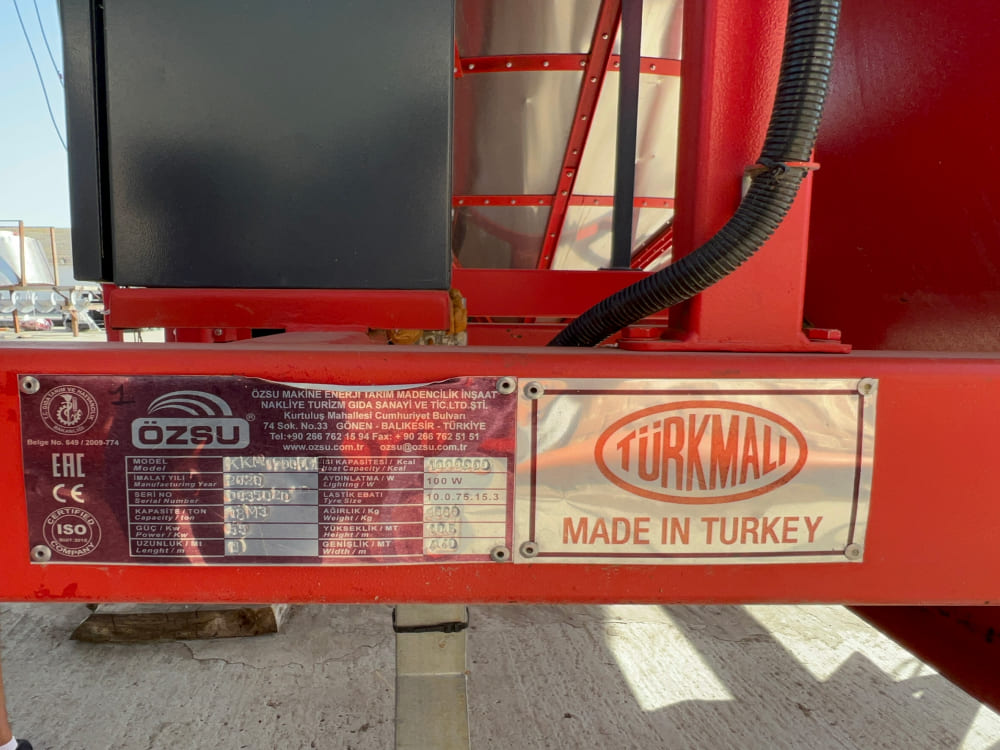 ÖZSU MAKİNE ENERJİ TARIM MADENCİLİK İNŞAAT
NAKLİYE TURİZM GIDA SANAYİ VE TİC.LTD.ŞTİ.
Kurtuluş Mahallesi Cumhuriyet Bulvarı
74 Sok. No.33 GÖNEN - BALIKESİR - TÜRKİYE
Tel:+90 266 762 15 94 Fax: + 90 266 762 51 51
www.ozsu.com.tr ozsu@ozsu.com.tr
1
ÖZSU®
Belge No: 649 / 2009-774
EAC
CE
CERTIFIED
ISO
COMPANY
MODEL
Model
ISI KAPASİTESİ / Kcal
Heat Capacity / Kcal
İMALAT YILI
Manufacturing Year
2020
AYDINLATMA / W
Lighting / W
100 W
SERİ NO
Serial Number
LASTİK EBATI
Tyre Size
10.0.75.15.3
KAPASİTE / TON
Capacity / ton
AĞIRLIK / Kg
Weight / Kg
GÜÇ / Kw
Power / Kw
YÜKSEKLİK / MT
Height / m
UZUNLUK / MT
Lenght / m
GENİŞLİK / MT
Width / m
TÜRKMALI
MADE IN TURKEY